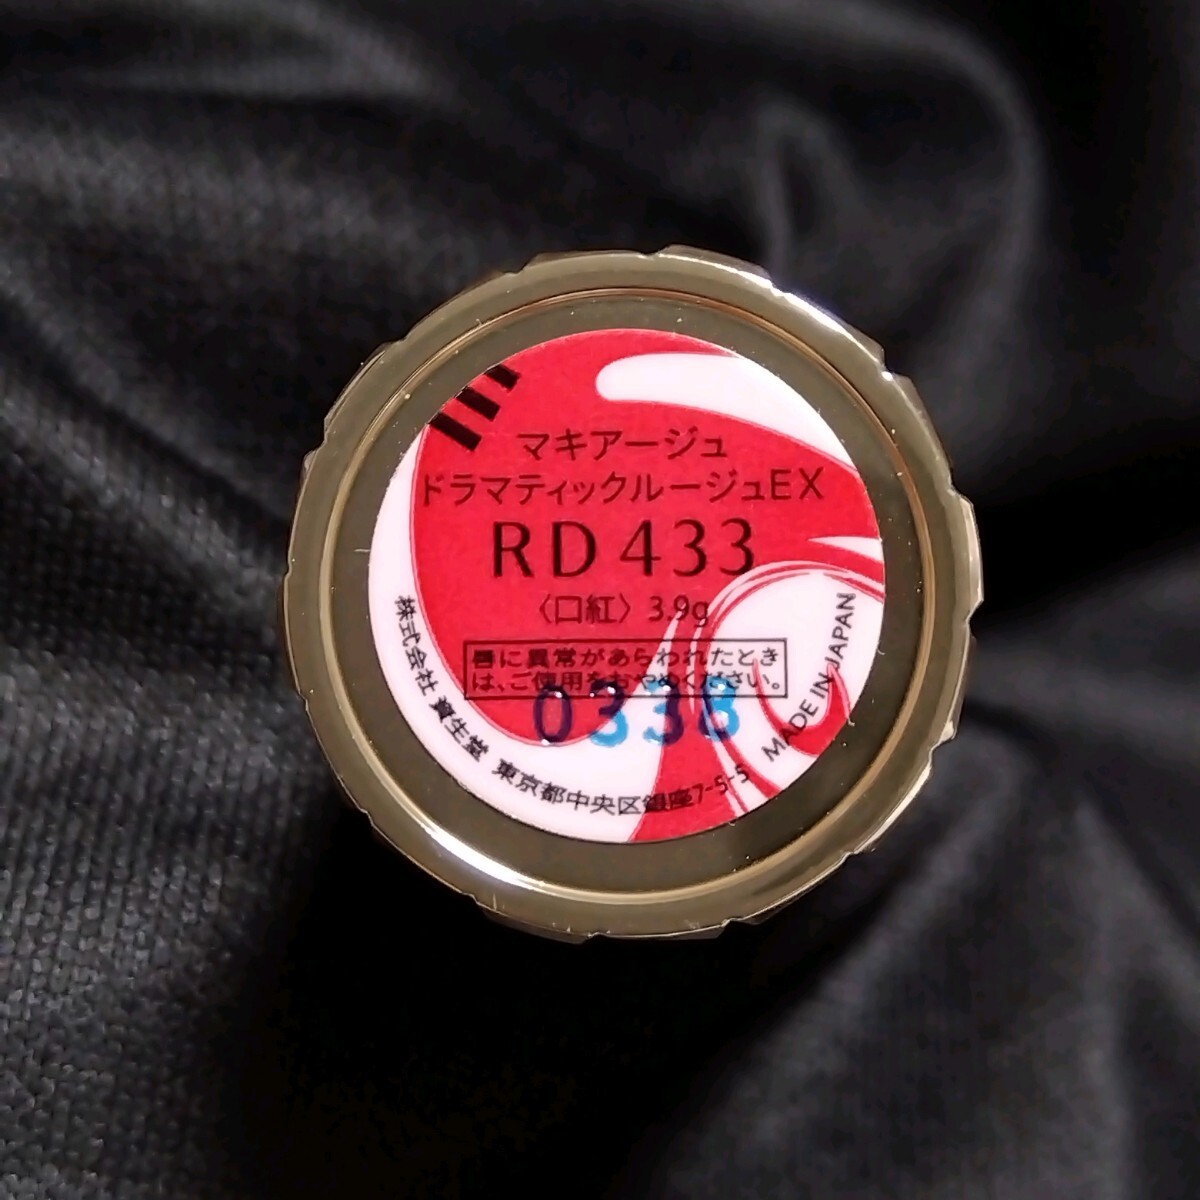 マキアージュ
ドラマティックルージュEX
RD 433
〈口紅〉3.9g
唇に異常があらわれたとき
は、ご使用をおやめください。
0338
株式会社 資生堂 東京都中央区銀座7-5-5
MADE IN JAPAN